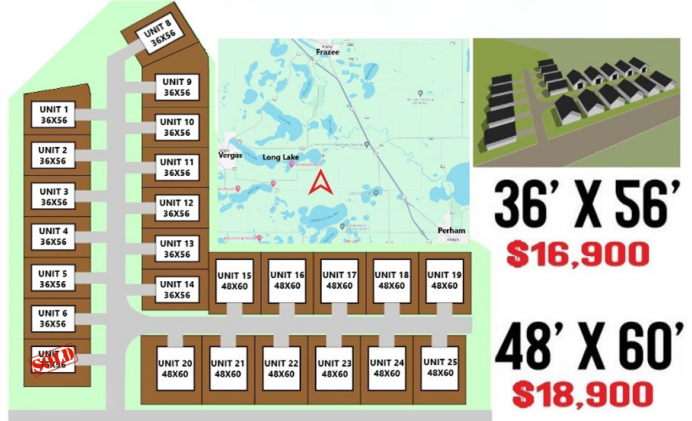 UNIT 8
36X56
UNIT 1
36X56
UNIT 2
36X56
UNIT 3
36X56
UNIT 4
36X56
UNIT 5
36X56
UNIT 6
36X56
SOLD
UNIT 9
36X56
UNIT 10
36X56
UNIT 11
36X56
UNIT 12
36X56
UNIT 13
36X56
UNIT 14
36X56
UNIT 15
48X60
UNIT 16
48X60
UNIT 17
48X60
UNIT 18
48X60
UNIT 19
48X60
UNIT 20
48X60
UNIT 21
48X60
UNIT 22
48X60
UNIT 23
48X60
UNIT 24
48X60
UNIT 25
48X60
Frazee
Vergas
Long Lake
Perham
36' X 56'
$16,900
48' X 60'
$18,900